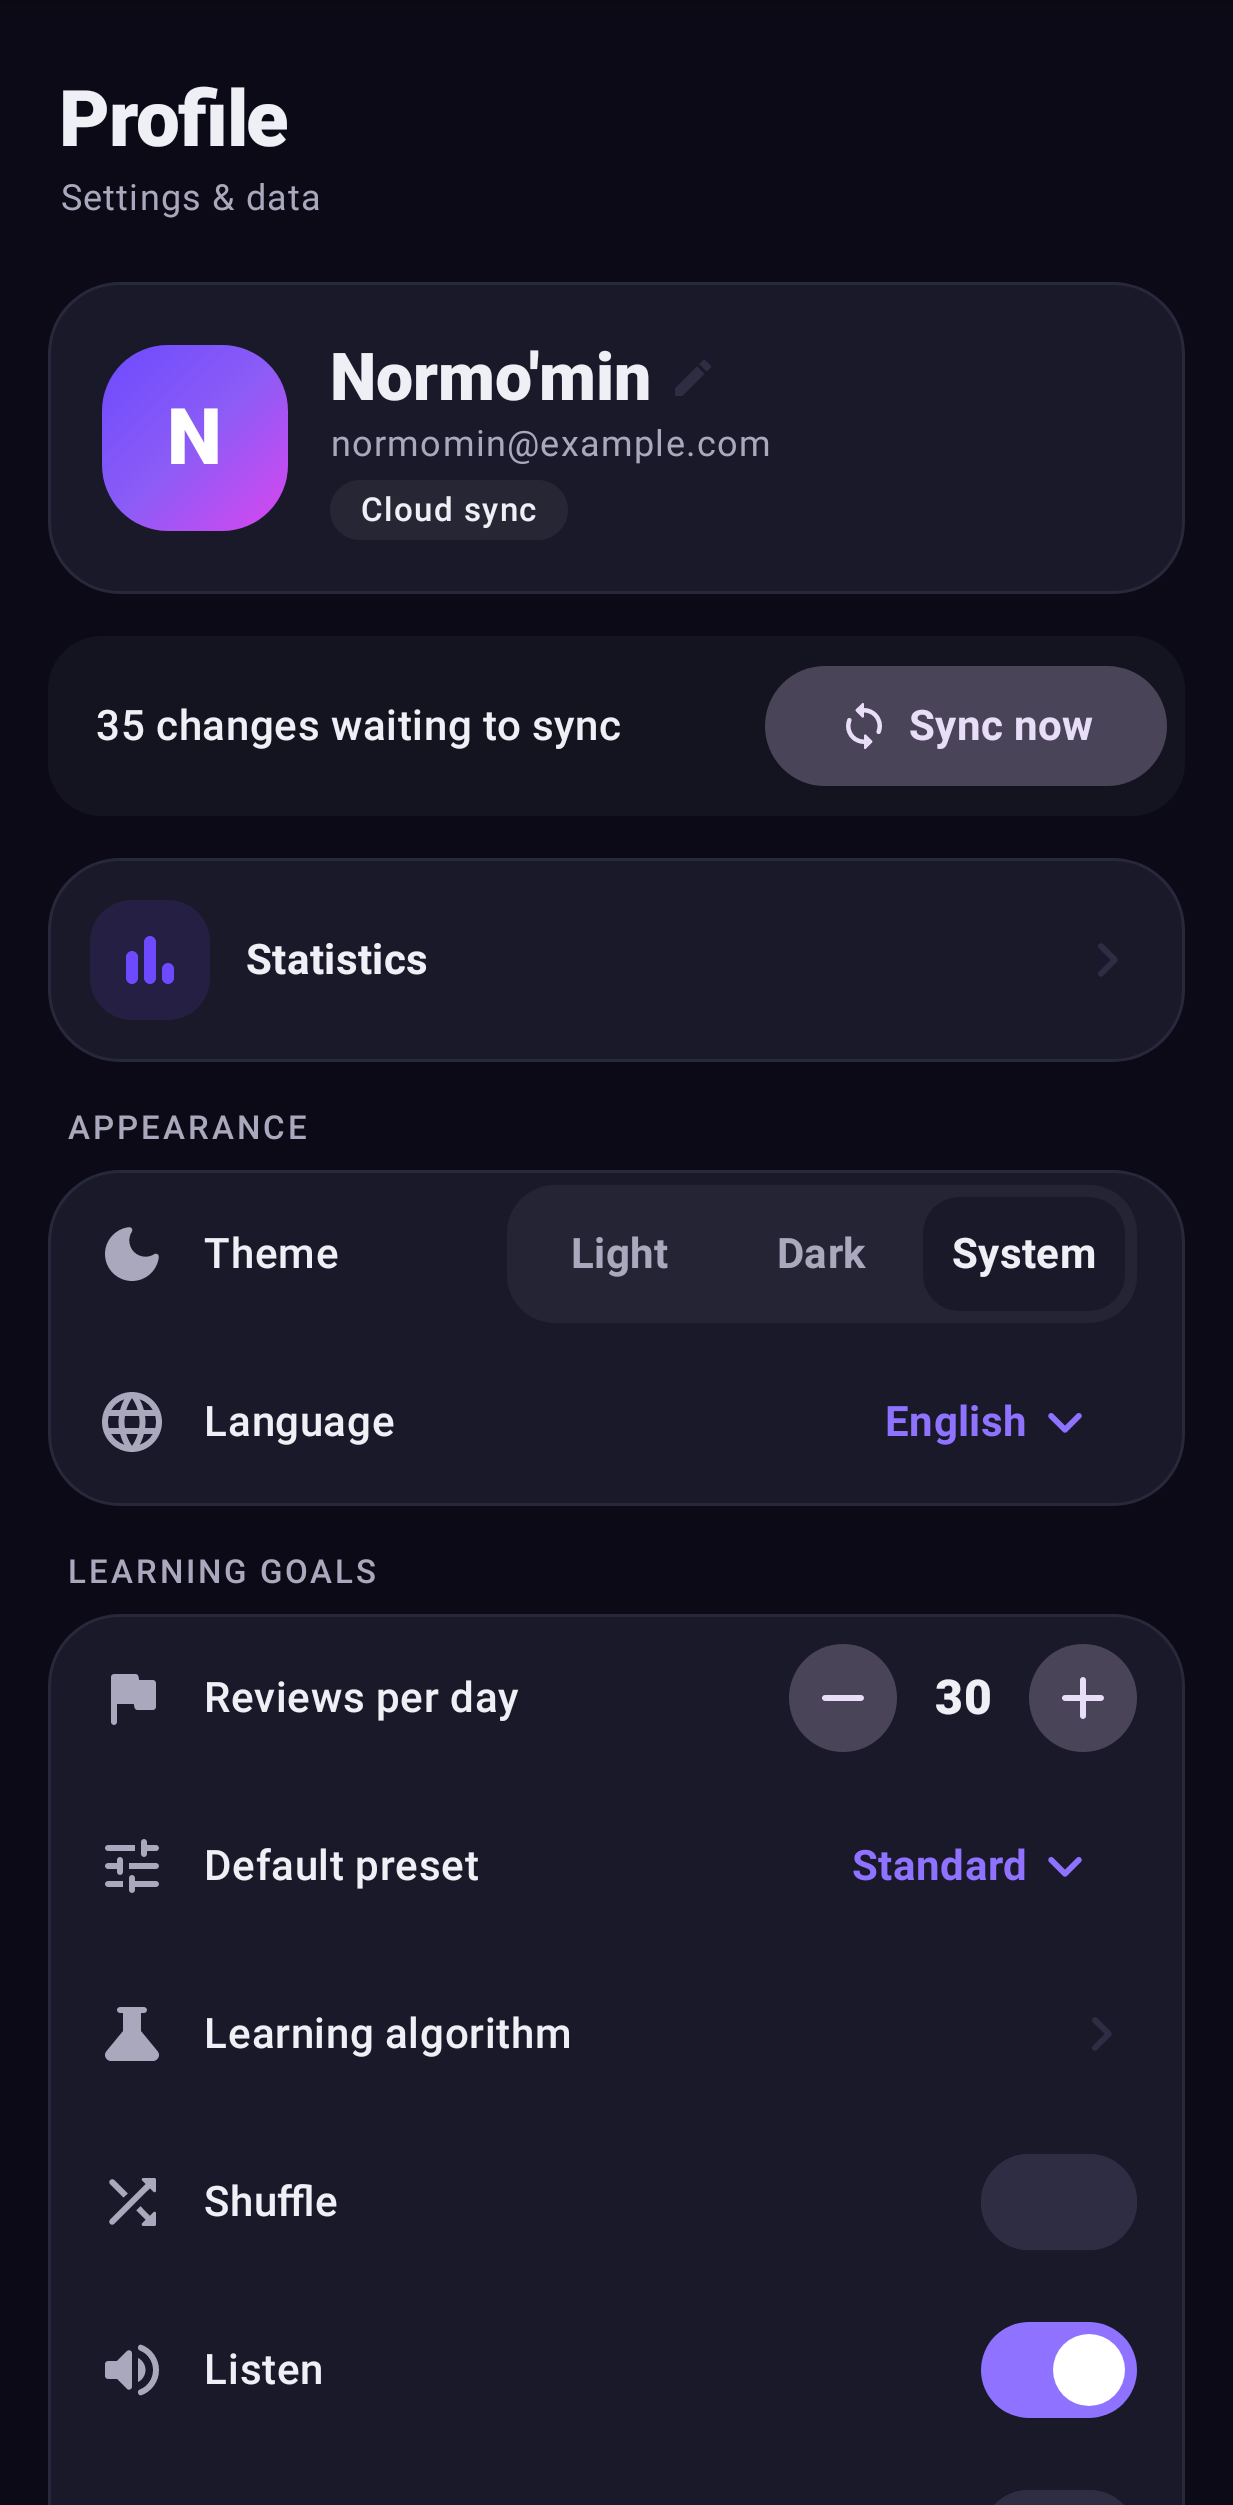 Profile
Settings & data
N
Normo'min
normomin@example.com
Cloud sync
35 changes waiting to sync
Sync now
Statistics
APPEARANCE
Theme
Light
Dark
System
Language
English
LEARNING GOALS
Reviews per day
30
Default preset
Standard
Learning algorithm
Shuffle
Listen